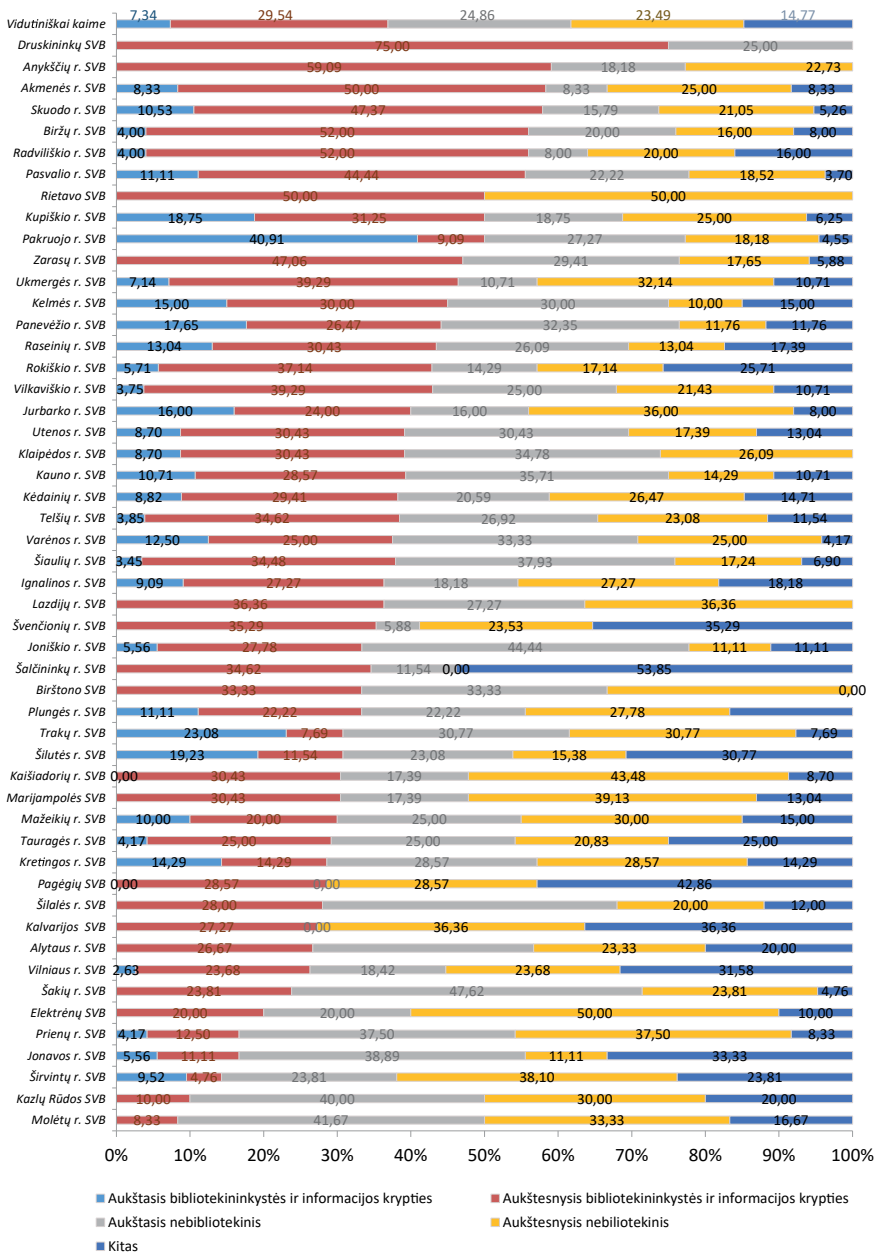 Vidutiniškai kaime 7,34 29,54 24,86 23,49 14,77
Druskininkų SVB 75,00 25,00
Anykščių r. SVB 59,09 18,18 22,73
Akmenės r. SVB 8,33 50,00 8,33 25,00 8,33
Skuodo r. SVB 10,53 47,37 15,79 21,05 5,26
Biržų r. SVB 4,00 52,00 20,00 16,00 8,00
Radviliškio r. SVB 4,00 52,00 8,00 20,00 16,00
Pasvalio r. SVB 11,11 44,44 22,22 18,52 3,70
Rietavo SVB 50,00 50,00
Kupiškio r. SVB 18,75 31,25 18,75 25,00 6,25
Pakruojo r. SVB 40,91 9,09 27,27 18,18 4,55
Zarasų r. SVB 47,06 29,41 17,65 5,88
Ukmergės r. SVB 7,14 39,29 10,71 32,14 10,71
Kelmės r. SVB 15,00 30,00 30,00 10,00 15,00
Panevėžio r. SVB 17,65 26,47 32,35 11,76 11,76
Raseinių r. SVB 13,04 30,43 26,09 13,04 17,39
Rokiškio r. SVB 5,71 37,14 14,29 17,14 25,71
Vilkaviškio r. SVB 3,75 39,29 25,00 21,43 10,71
Jurbarko r. SVB 16,00 24,00 16,00 36,00 8,00
Utenos r. SVB 8,70 30,43 30,43 17,39 13,04
Klaipėdos r. SVB 8,70 30,43 34,78 26,09
Kauno r. SVB 10,71 28,57 35,71 14,29 10,71
Kėdainių r. SVB 8,82 29,41 20,59 26,47 14,71
Telšių r. SVB 3,85 34,62 26,92 23,08 11,54
Varėnos r. SVB 12,50 25,00 33,33 25,00 4,17
Šiaulių r. SVB 3,45 34,48 37,93 17,24 6,90
Ignalinos r. SVB 9,09 27,27 18,18 27,27 18,18
Lazdijų r. SVB 36,36 27,27 36,36
Švenčionių r. SVB 35,29 5,88 23,53 35,29
Joniškio r. SVB 5,56 27,78 44,44 11,11 11,11
Šalčininkų r. SVB 34,62 11,54 0,00 53,85
Birštono SVB 33,33 33,33 0,00
Plungės r. SVB 11,11 22,22 22,22 27,78
Trakų r. SVB 23,08 7,69 30,77 30,77 7,69
Šilutės r. SVB 19,23 11,54 23,08 15,38 30,77
Kaišiadorių r. SVB 0,00 30,43 17,39 43,48 8,70
Marijampolės SVB 30,43 17,39 39,13 13,04
Mažeikių r. SVB 10,00 20,00 25,00 30,00 15,00
Tauragės r. SVB 4,17 25,00 25,00 20,83 25,00
Kretingos r. SVB 14,29 14,29 28,57 28,57 14,29
Pagėgių SVB 0,00 28,57 0,00 28,57 42,86
Šilalės r. SVB 28,00 20,00 12,00
Kalvarijos SVB 27,27 0,00 36,36 36,36
Alytaus r. SVB 26,67 23,33 20,00
Vilniaus r. SVB 2,63 23,68 18,42 23,68 31,58
Šakių r. SVB 23,81 47,62 23,81 4,76
Elektrėnų SVB 20,00 20,00 50,00 10,00
Prienų r. SVB 4,17 12,50 37,50 37,50 8,33
Jonavos r. SVB 5,56 11,11 38,89 11,11 33,33
Širvintų r. SVB 9,52 4,76 23,81 38,10 23,81
Kazlų Rūdos SVB 10,00 40,00 30,00 20,00
Molėtų r. SVB 8,33 41,67 33,33 16,67
0% 10% 20% 30% 40% 50% 60% 70% 80% 90% 100%
Aukštasis bibliotekininkystės ir informacijos krypties Aukštesnysis bibliotekininkystės ir informacijos krypties
Aukštasis nebibliotekinis Aukštesnysis nebiliotekinis
Kitas